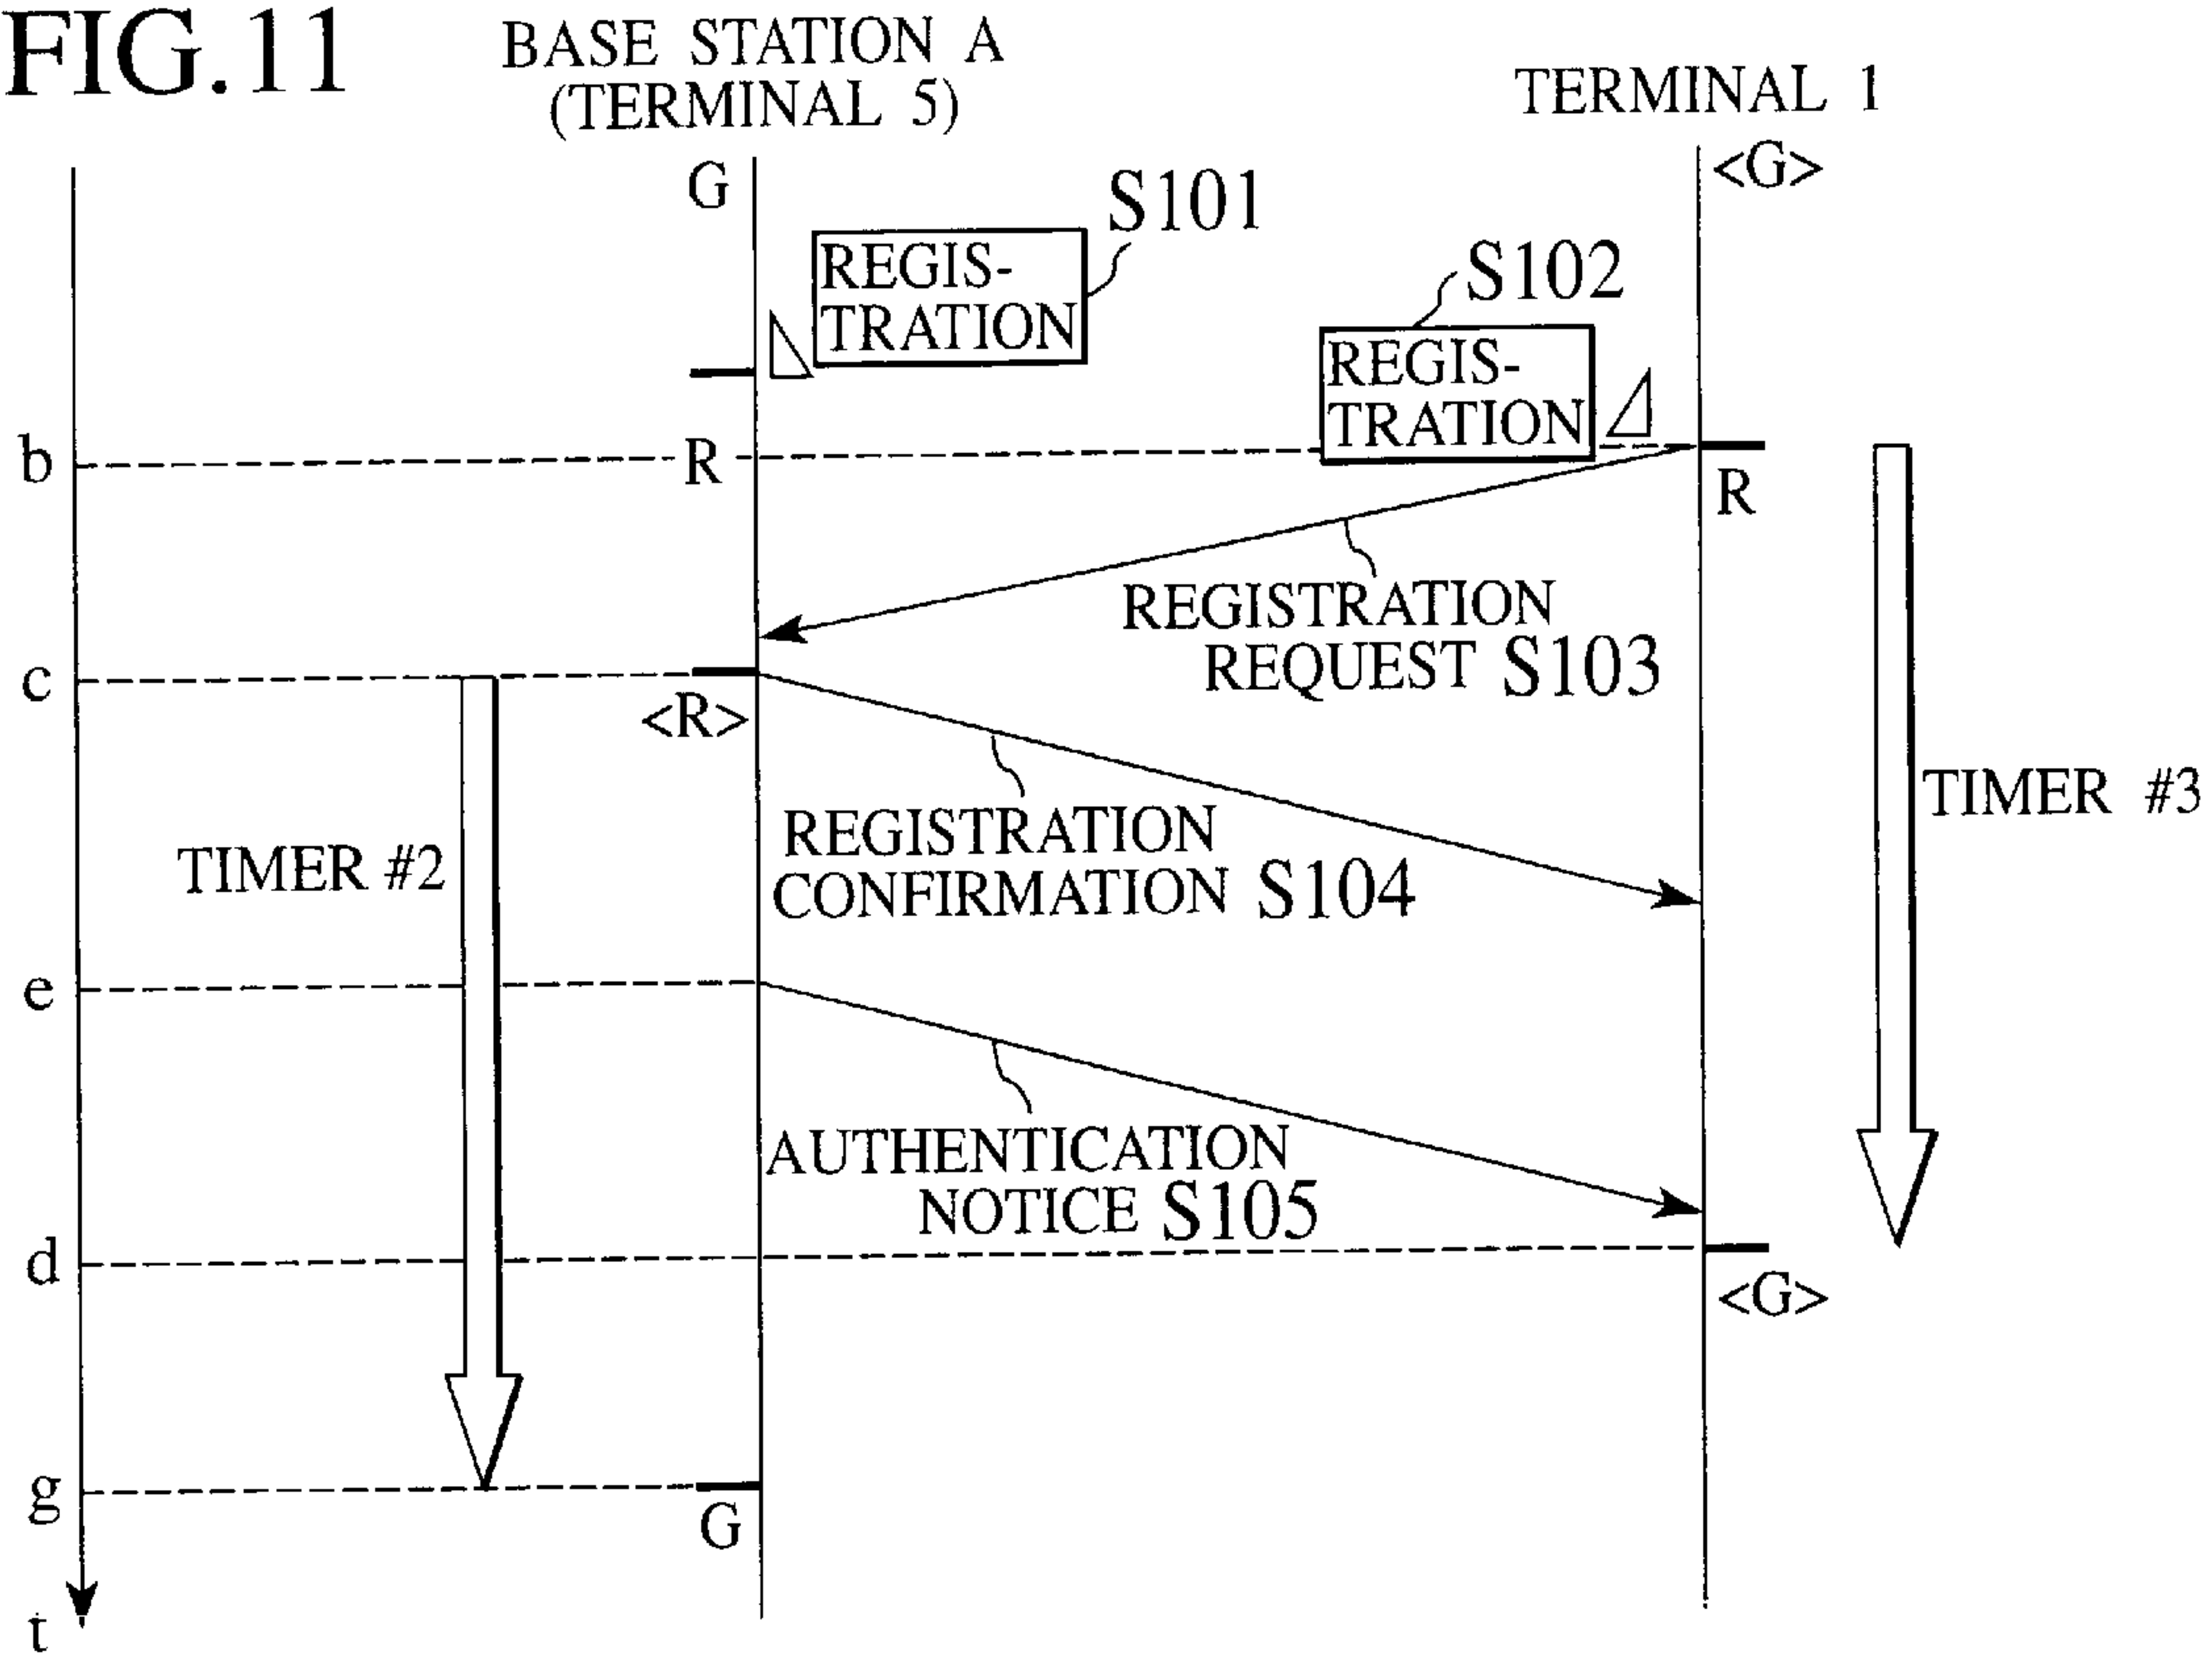 FIG.11
BASE STATION A
(TERMINAL 5)
TERMINAL 1
G
<G>
REGIS-
TRATION
S101
REGIS-
TRATION
S102
b
R
R
REGISTRATION
REQUEST S103
c
<R>
TIMER #2
REGISTRATION
CONFIRMATION S104
TIMER #3
e
AUTHENTICATION
NOTICE S105
d
<G>
g
G
t